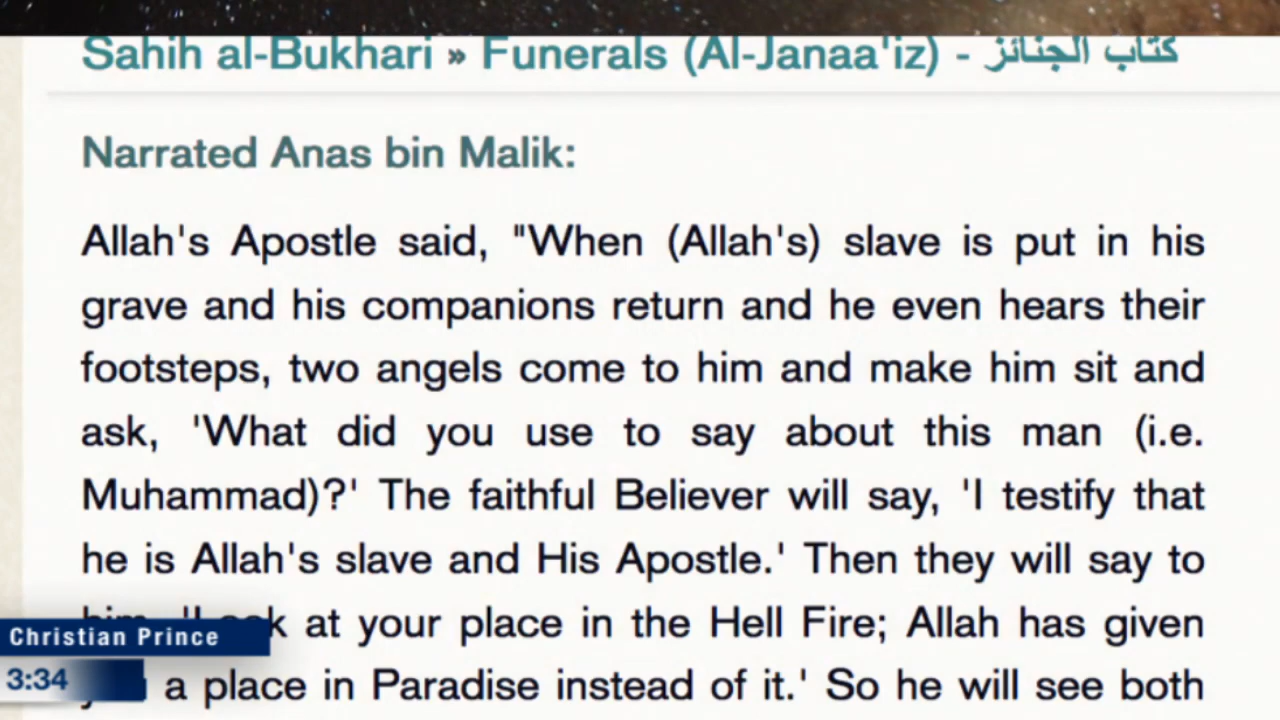 Sahih al-Bukhari » Funerals (Al-Janaa'iz) - كتاب الجنائز
Narrated Anas bin Malik:
Allah's Apostle said, "When (Allah's) slave is put in his
grave and his companions return and he even hears their
footsteps, two angels come to him and make him sit and
ask, 'What did you use to say about this man (i.e.
Muhammad)?' The faithful Believer will say, 'I testify that
he is Allah's slave and His Apostle.' Then they will say to
him, 'Look at your place in the Hell Fire; Allah has given
a place in Paradise instead of it.' So he will see both
Christian Prince
3:34